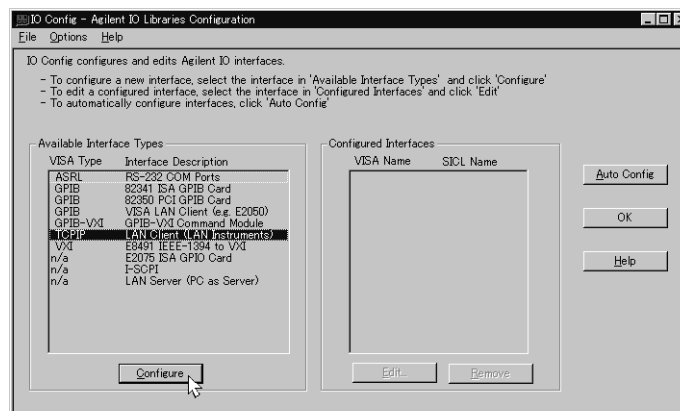 IO Config - Agilent IO Libraries Configuration
File Options Help
IO Config configures and edits Agilent IO interfaces.
- To configure a new interface, select the interface in 'Available Interface Types' and click 'Configure'
- To edit a configured interface, select the interface in 'Configured Interfaces' and click 'Edit'
- To automatically configure interfaces, click 'Auto Config'
Available Interface Types
VISA Type Interface Description
ASRL RS-232 COM Ports
GPIB 82341 ISA GPIB Card
GPIB 82350 PCI GPIB Card
GPIB VISA LAN Client (e.g. E2050)
GPIB-VXI GPIB-VXI Command Module
TCPIP LAN Client (LAN Instruments)
VXI E8491 IEEE-1394 to VXI
n/a E2075 ISA GPIO Card
n/a I-SCPI
n/a LAN Server (PC as Server)
Configure
Configured Interfaces
VISA Name SICL Name
Edit...
Remove
Auto Config
OK
Help